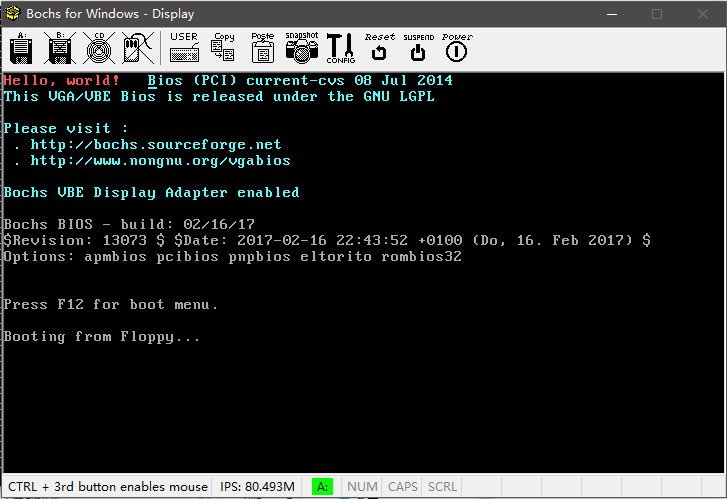 Bochs for Windows - Display
A: B: CD USER Copy Paste snapshot CONFIG Reset SUSPEND Power
Hello, world!   Bios (PCI) current-cvs 08 Jul 2014
This VGA/VBE Bios is released under the GNU LGPL
Please visit :
. http://bochs.sourceforge.net
. http://www.nongnu.org/vgabios
Bochs VBE Display Adapter enabled
Bochs BIOS - build: 02/16/17
$Revision: 13073 $ $Date: 2017-02-16 22:43:52 +0100 (Do, 16. Feb 2017) $
Options: apmbios pcibios pnpbios eltorito rombios32
Press F12 for boot menu.
Booting from Floppy...
CTRL + 3rd button enables mouse IPS: 80.493M A: NUM CAPS SCRL